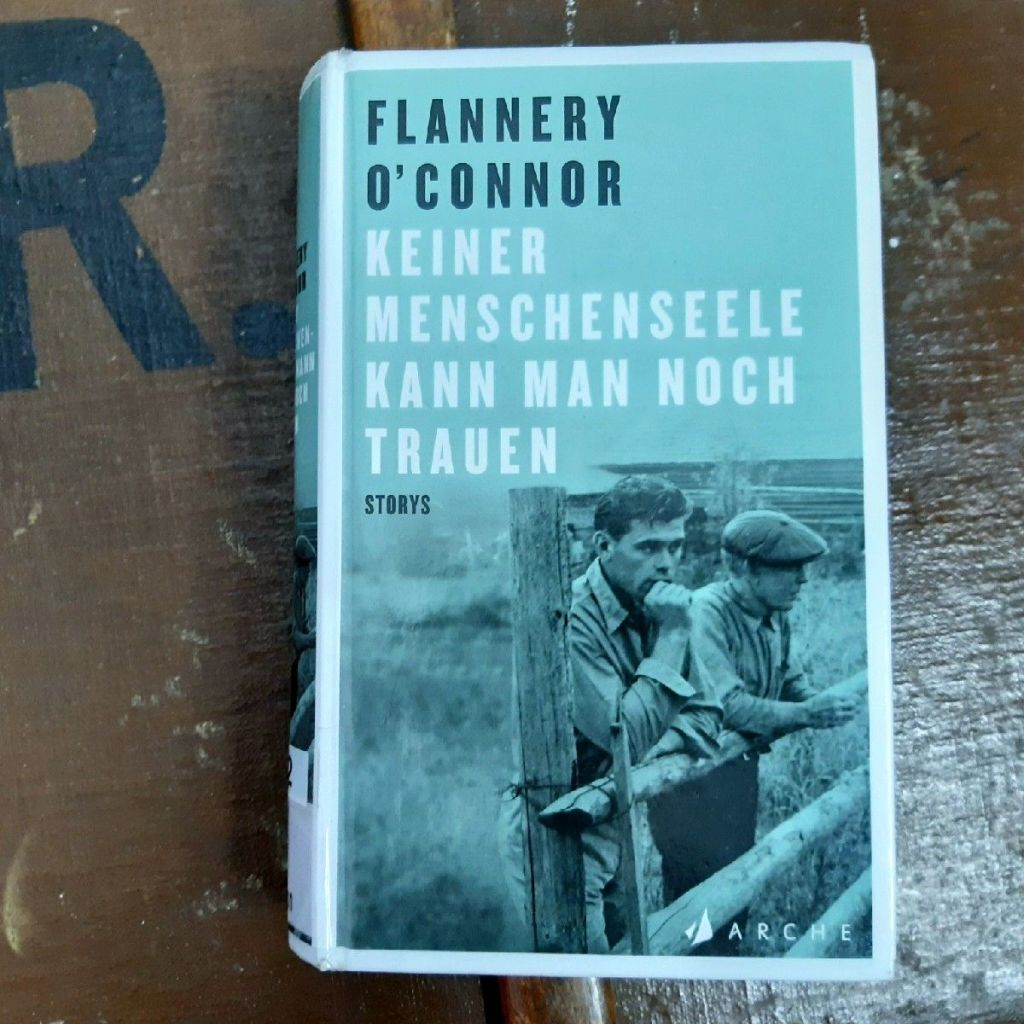 R.
FLANNERY
O'CONNOR
KEINER
MENSCHENSEELE
KANN MAN NOCH
TRAUEN
STORYS
ARCHE